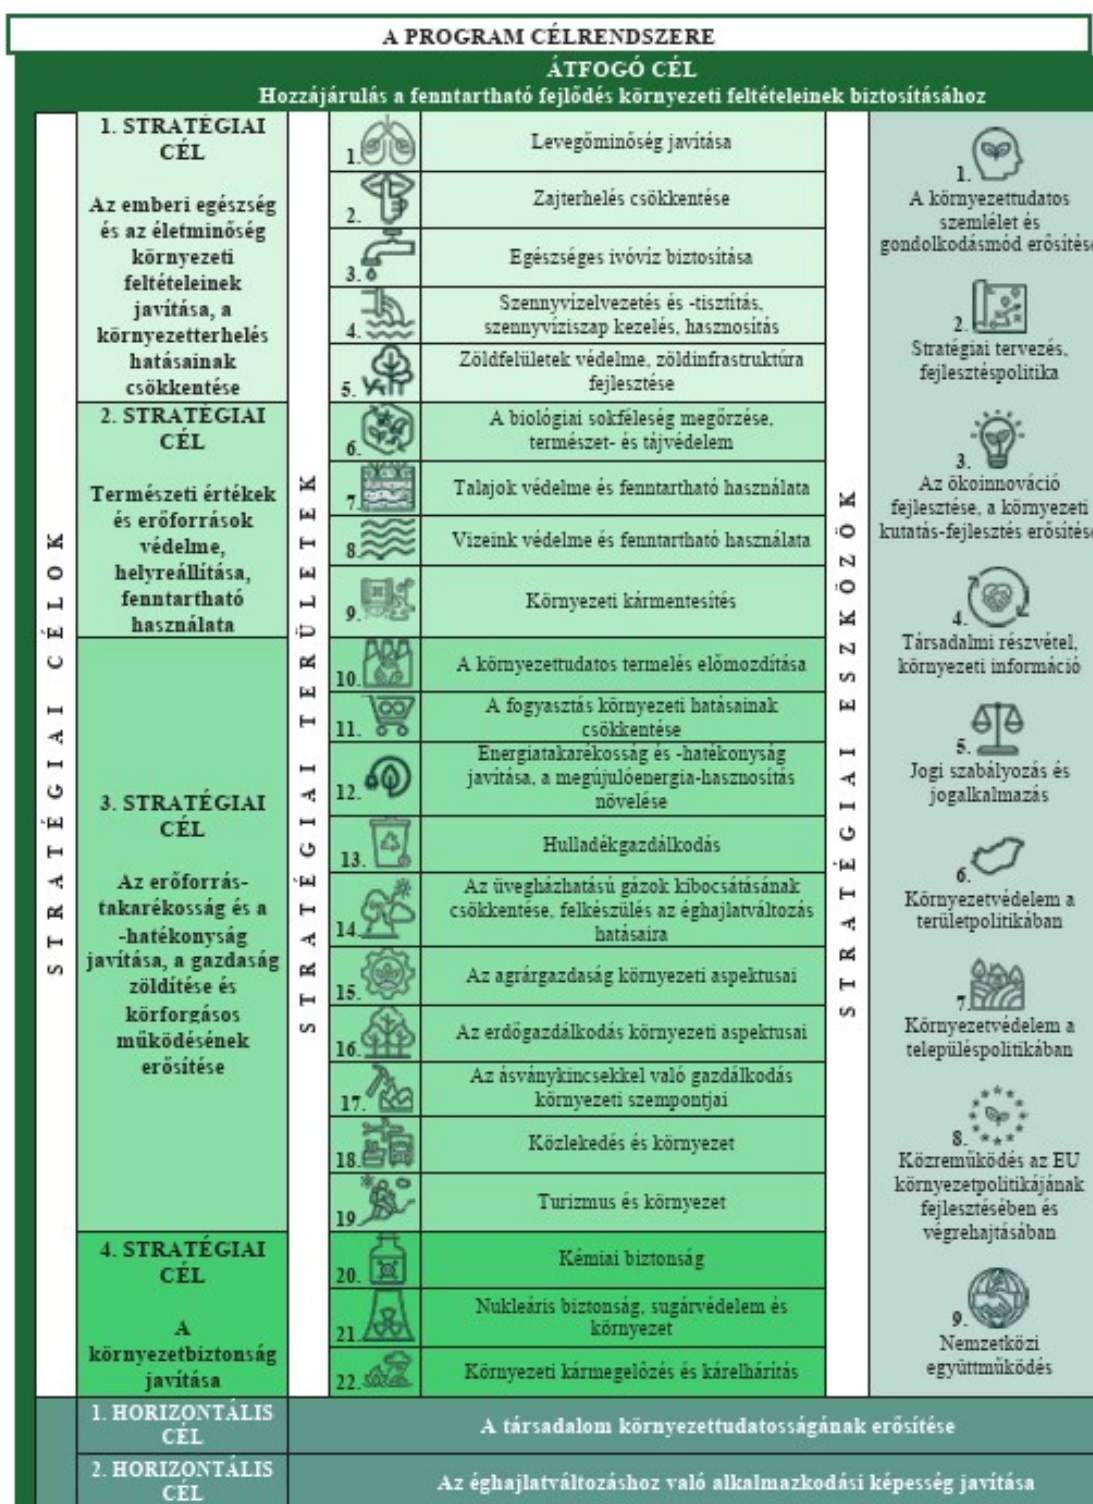 A PROGRAM CÉLRENDSZERE
ÁTFOGÓ CÉL
Hozzájárulás a fenntartható fejlődés környezeti feltételeinek biztosításához
STRATÉGIAI CÉLOK
1. STRATÉGIAI
CÉL
Az emberi egészség
és az életminőség
környezeti
feltételeinek
javítása, a
környezetterhelés
hatásainak
csökkentése
2. STRATÉGIAI
CÉL
Természeti értékek
és erőforrások
védelme,
helyreállítása,
fenntartható
használata
3. STRATÉGIAI
CÉL
Az erőforrás-
takarékosság és a
-hatékonyság
javítása, a gazdaság
zöldítése és
körforgásos
működésének
erősítése
4. STRATÉGIAI
CÉL
A
környezetbiztonság
javítása
STRATÉGIAI TERÜLETEK
1.
Levegőminőség javítása
2.
Zajterhelés csökkentése
3.
Egészséges ivóvíz biztosítása
4.
Szennyvízelvezetés és -tisztítás,
szennyvíziszap kezelés, hasznosítás
5.
Zöldfelületek védelme, zöldinfrastruktúra
fejlesztése
6.
A biológiai sokféleség megőrzése,
természet- és tájvédelem
7.
Talajok védelme és fenntartható használata
8.
Vizeink védelme és fenntartható használata
9.
Környezeti kármentesítés
10.
A környezettudatos termelés előmozdítása
11.
A fogyasztás környezeti hatásainak
csökkentése
12.
Energiatakarékosság és -hatékonyság
javítása, a megújulóenergia-hasznosítás
növelése
13.
Hulladékgazdálkodás
14.
Az üvegházhatású gázok kibocsátásának
csökkentése, felkészülés az éghajlatváltozás
hatásaira
15.
Az agrárgazdaság környezeti aspektusai
16.
Az erdőgazdálkodás környezeti aspektusai
17.
Az ásványkincsekkel való gazdálkodás
környezeti szempontjai
18.
Közlekedés és környezet
19.
Turizmus és környezet
20.
Kémiai biztonság
21.
Nukleáris biztonság, sugárvédelem és
környezet
22.
Környezeti kármegelőzés és kárelhárítás
STRATÉGIAI ESZKÖZÖK
1.
A környezettudatos
szemlélet és
gondolkodásmód erősítése
2.
Stratégiai tervezés,
fejlesztéspolitika
3.
Az ökoinnováció
fejlesztése, a környezeti
kutatás-fejlesztés erősítése
4.
Társadalmi részvétel,
környezeti információ
5.
Jogi szabályozás és
jogalkalmazás
6.
Környezetvédelem a
területpolitikában
7.
Környezetvédelem a
településpolitikában
8.
Közreműködés az EU
környezetpolitikájának
fejlesztésében és
végrehajtásában
9.
Nemzetközi
együttműködés
1. HORIZONTÁLIS
CÉL
A társadalom környezettudatosságának erősítése
2. HORIZONTÁLIS
CÉL
Az éghajlatváltozáshoz való alkalmazkodási képesség javítása